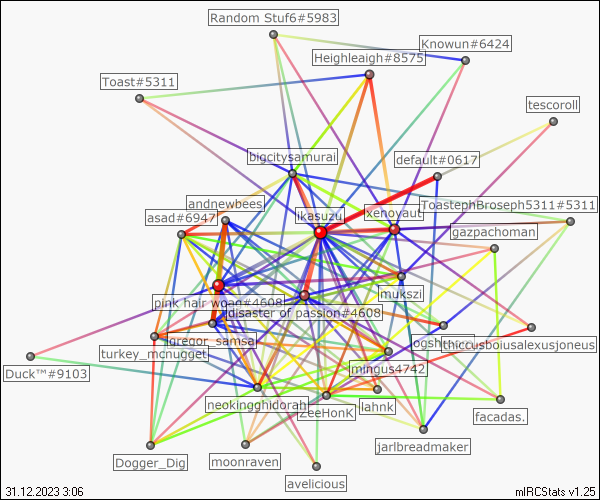 Random Stuf6#5983
Knowun#6424
Heighleaigh#8575
Toast#5311
tescoroll
bigcitysamurai
default#0617
andnewbees
ToastephBroseph5311#5311
asad#6947
ikasuzu
xenoyaut
gazpachoman
mukszi
pink hair woad#4608
disaster of passion#4608
gregor_samsa
ogsh
thiccusboiusalexusjoneus
turkey_mcnugget
mingus4742
Duck™#9103
neokingghidorah
lahnk
ZeeHonK
facadas.
jarlbreadmaker
Dogger_Dig
moonraven
avelicious
31.12.2023 3:06
mIRCStats v1.25